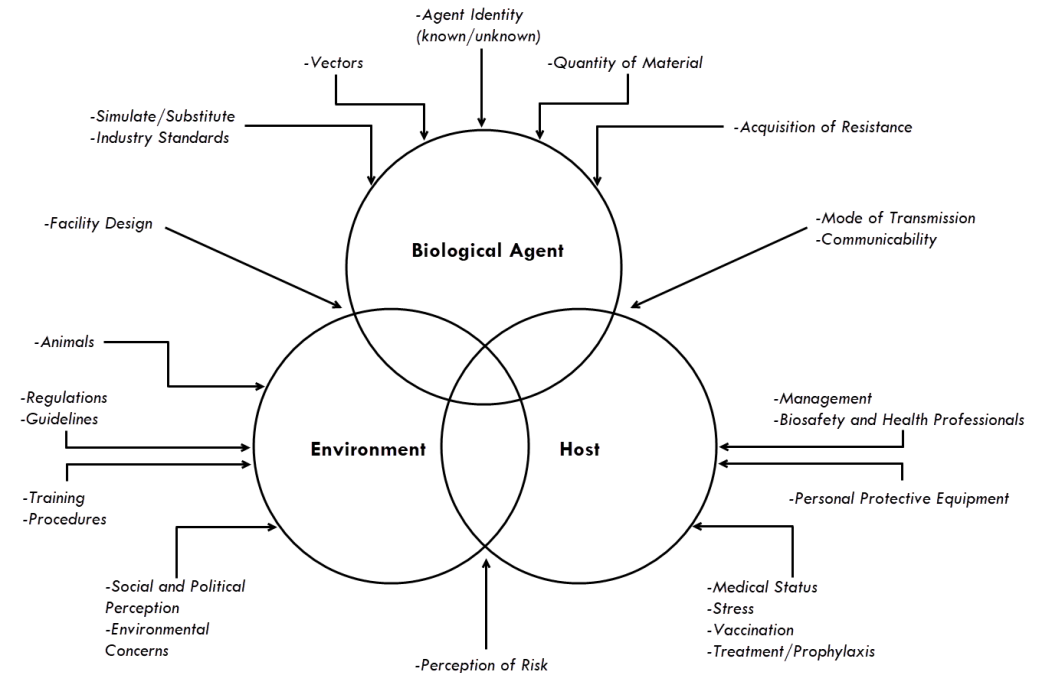 -Agent Identity
(known/unknown)
-Vectors
-Quantity of Material
-Simulate/Substitute
-Industry Standards
-Acquisition of Resistance
-Facility Design
-Mode of Transmission
-Communicability
Biological Agent
-Animals
-Regulations
-Guidelines
-Management
-Biosafety and Health Professionals
Environment
Host
-Training
-Procedures
-Personal Protective Equipment
-Social and Political
Perception
-Environmental
Concerns
-Medical Status
-Stress
-Vaccination
-Treatment/Prophylaxis
-Perception of Risk